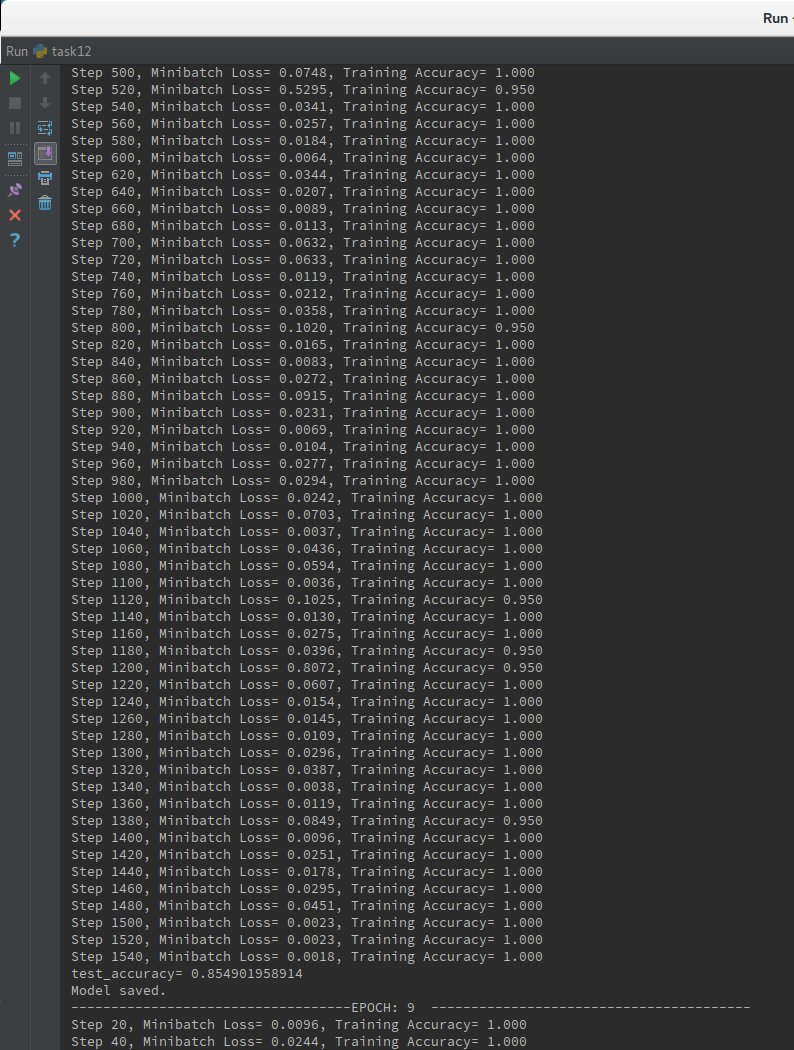 Run -
Run task12
Step 500, Minibatch Loss= 0.0748, Training Accuracy= 1.000
Step 520, Minibatch Loss= 0.5295, Training Accuracy= 0.950
Step 540, Minibatch Loss= 0.0341, Training Accuracy= 1.000
Step 560, Minibatch Loss= 0.0257, Training Accuracy= 1.000
Step 580, Minibatch Loss= 0.0184, Training Accuracy= 1.000
Step 600, Minibatch Loss= 0.0064, Training Accuracy= 1.000
Step 620, Minibatch Loss= 0.0344, Training Accuracy= 1.000
Step 640, Minibatch Loss= 0.0207, Training Accuracy= 1.000
Step 660, Minibatch Loss= 0.0089, Training Accuracy= 1.000
Step 680, Minibatch Loss= 0.0113, Training Accuracy= 1.000
Step 700, Minibatch Loss= 0.0632, Training Accuracy= 1.000
Step 720, Minibatch Loss= 0.0633, Training Accuracy= 1.000
Step 740, Minibatch Loss= 0.0119, Training Accuracy= 1.000
Step 760, Minibatch Loss= 0.0212, Training Accuracy= 1.000
Step 780, Minibatch Loss= 0.0358, Training Accuracy= 1.000
Step 800, Minibatch Loss= 0.1020, Training Accuracy= 0.950
Step 820, Minibatch Loss= 0.0165, Training Accuracy= 1.000
Step 840, Minibatch Loss= 0.0083, Training Accuracy= 1.000
Step 860, Minibatch Loss= 0.0272, Training Accuracy= 1.000
Step 880, Minibatch Loss= 0.0915, Training Accuracy= 1.000
Step 900, Minibatch Loss= 0.0231, Training Accuracy= 1.000
Step 920, Minibatch Loss= 0.0069, Training Accuracy= 1.000
Step 940, Minibatch Loss= 0.0104, Training Accuracy= 1.000
Step 960, Minibatch Loss= 0.0277, Training Accuracy= 1.000
Step 980, Minibatch Loss= 0.0294, Training Accuracy= 1.000
Step 1000, Minibatch Loss= 0.0242, Training Accuracy= 1.000
Step 1020, Minibatch Loss= 0.0703, Training Accuracy= 1.000
Step 1040, Minibatch Loss= 0.0037, Training Accuracy= 1.000
Step 1060, Minibatch Loss= 0.0436, Training Accuracy= 1.000
Step 1080, Minibatch Loss= 0.0594, Training Accuracy= 1.000
Step 1100, Minibatch Loss= 0.0036, Training Accuracy= 1.000
Step 1120, Minibatch Loss= 0.1025, Training Accuracy= 0.950
Step 1140, Minibatch Loss= 0.0130, Training Accuracy= 1.000
Step 1160, Minibatch Loss= 0.0275, Training Accuracy= 1.000
Step 1180, Minibatch Loss= 0.0396, Training Accuracy= 0.950
Step 1200, Minibatch Loss= 0.8072, Training Accuracy= 0.950
Step 1220, Minibatch Loss= 0.0607, Training Accuracy= 1.000
Step 1240, Minibatch Loss= 0.0154, Training Accuracy= 1.000
Step 1260, Minibatch Loss= 0.0145, Training Accuracy= 1.000
Step 1280, Minibatch Loss= 0.0109, Training Accuracy= 1.000
Step 1300, Minibatch Loss= 0.0296, Training Accuracy= 1.000
Step 1320, Minibatch Loss= 0.0387, Training Accuracy= 1.000
Step 1340, Minibatch Loss= 0.0038, Training Accuracy= 1.000
Step 1360, Minibatch Loss= 0.0119, Training Accuracy= 1.000
Step 1380, Minibatch Loss= 0.0849, Training Accuracy= 0.950
Step 1400, Minibatch Loss= 0.0096, Training Accuracy= 1.000
Step 1420, Minibatch Loss= 0.0251, Training Accuracy= 1.000
Step 1440, Minibatch Loss= 0.0178, Training Accuracy= 1.000
Step 1460, Minibatch Loss= 0.0295, Training Accuracy= 1.000
Step 1480, Minibatch Loss= 0.0451, Training Accuracy= 1.000
Step 1500, Minibatch Loss= 0.0023, Training Accuracy= 1.000
Step 1520, Minibatch Loss= 0.0023, Training Accuracy= 1.000
Step 1540, Minibatch Loss= 0.0018, Training Accuracy= 1.000
test_accuracy= 0.854901958914
Model saved.
-----------------------------------EPOCH: 9  ----------------------------------------
Step 20, Minibatch Loss= 0.0096, Training Accuracy= 1.000
Step 40, Minibatch Loss= 0.0244, Training Accuracy= 1.000